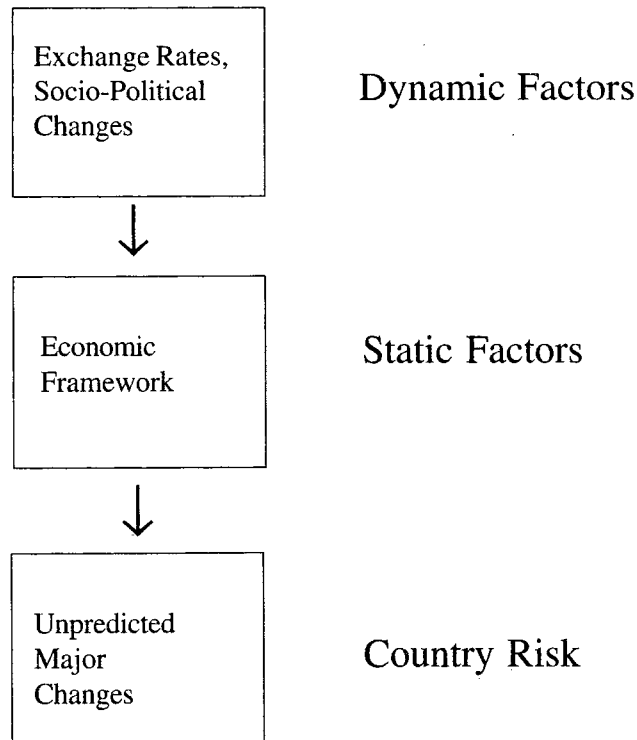 Exchange Rates,
Socio-Political
Changes
Dynamic Factors
Economic
Framework
Static Factors
Unpredicted
Major
Changes
Country Risk